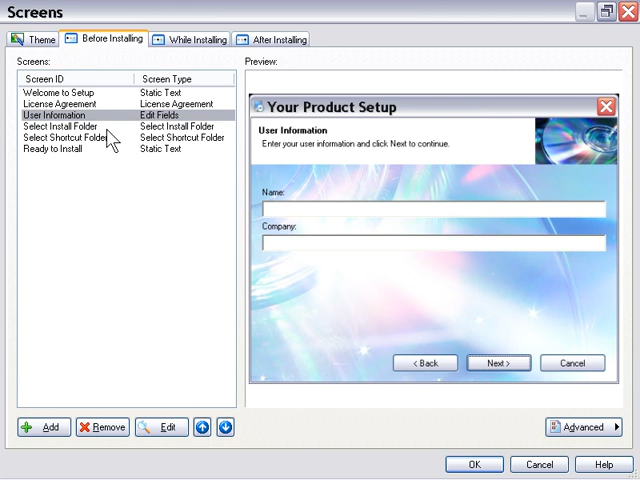 Screens
Theme
Before Installing
While Installing
After Installing
Screens:
Preview:
Screen ID Screen Type
Welcome to Setup Static Text
License Agreement License Agreement
User Information Edit Fields
Select Install Folder Select Install Folder
Select Shortcut Folder Select Shortcut Folder
Ready to Install Static Text
Your Product Setup
User Information
Enter your user information and click Next to continue.
Name:
Company:
< Back Next > Cancel
Add Remove Edit Advanced
OK Cancel Help